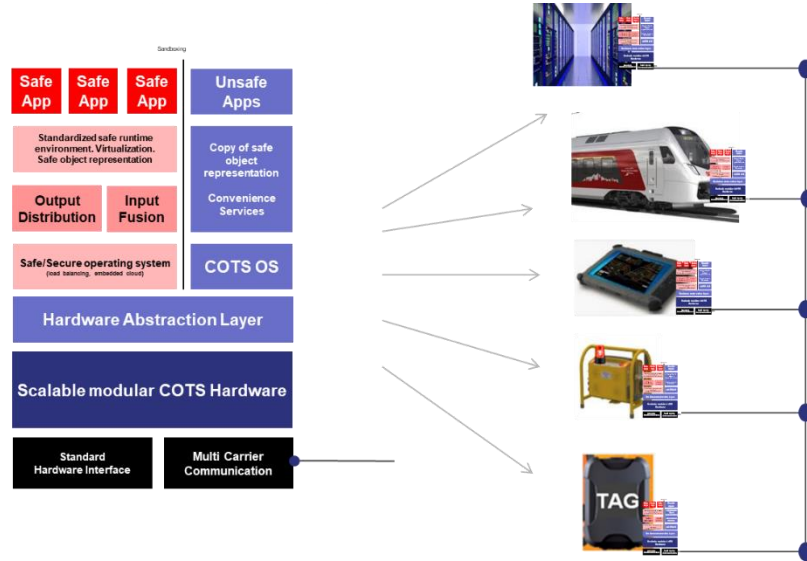 Sandboxing
Safe
App
Safe
App
Safe
App
Unsafe
Apps
Standardized safe runtime
environment. Virtualization.
Safe object representation
Copy of safe
object
representation
Convenience
Services
Output
Distribution
Input
Fusion
Safe/Secure operating system
(load balancing, embedded cloud)
COTS OS
Hardware Abstraction Layer
Scalable modular COTS Hardware
Standard
Hardware Interface
Multi Carrier
Communication
TAG